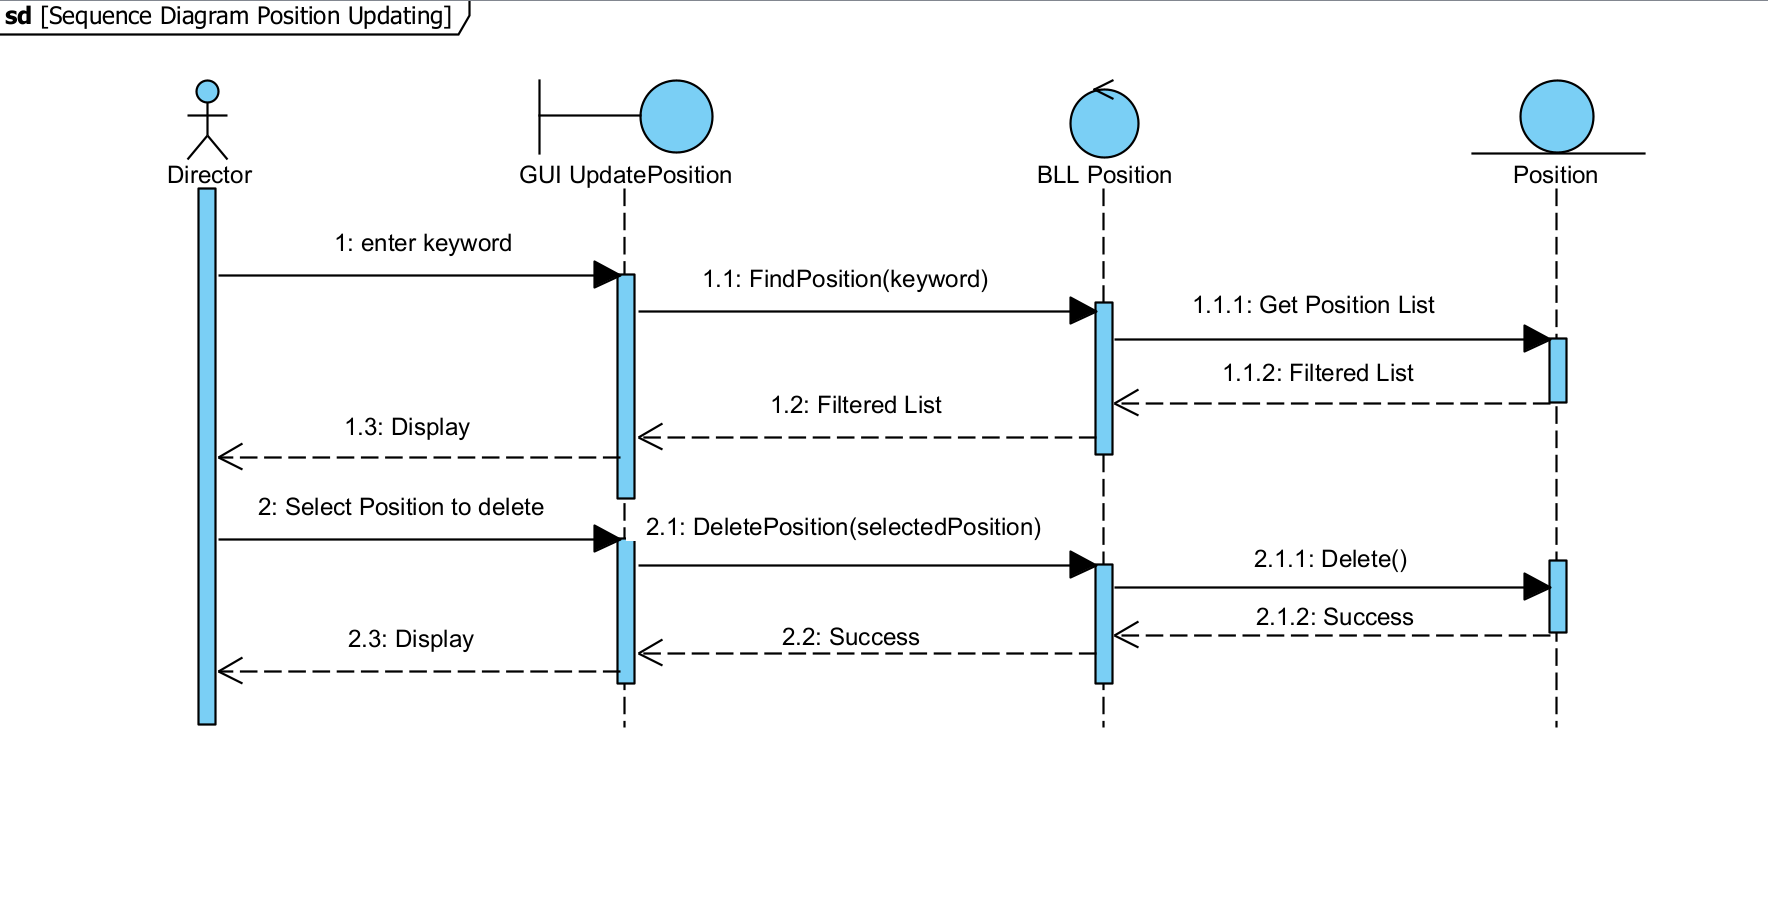 sd [Sequence Diagram Position Updating]
Director
GUI UpdatePosition
BLL Position
Position
1: enter keyword
1.1: FindPosition(keyword)
1.1.1: Get Position List
1.1.2: Filtered List
1.2: Filtered List
1.3: Display
2: Select Position to delete
2.1: DeletePosition(selectedPosition)
2.1.1: Delete()
2.1.2: Success
2.2: Success
2.3: Display